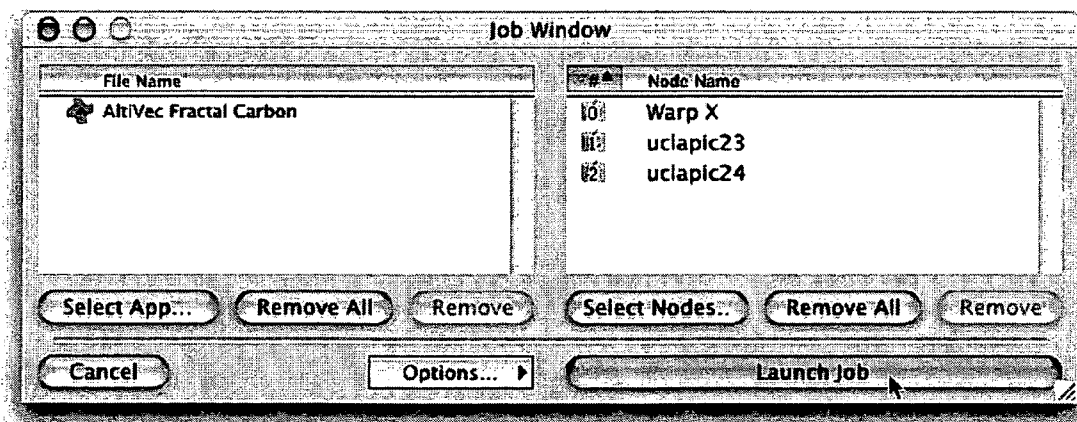 Job Window
File Name
AltiVec Fractal Carbon
# Node Name
0 Warp X
1 uclapic23
2 uclapic24
Select App... Remove All Remove
Select Nodes.. Remove All Remove
Cancel Options... Launch Job